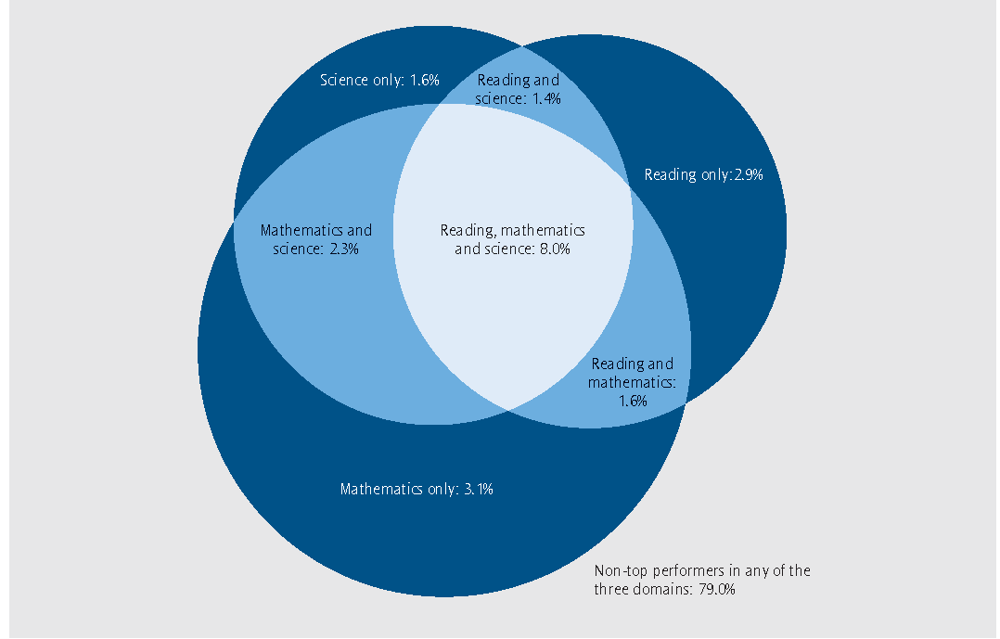 Science only: 1.6%
Reading and
science: 1.4%
Reading only:2.9%
Mathematics and
science: 2.3%
Reading, mathematics
and science: 8.0%
Reading and
mathematics:
1.6%
Mathematics only: 3.1%
Non-top performers in any of the
three domains: 79.0%